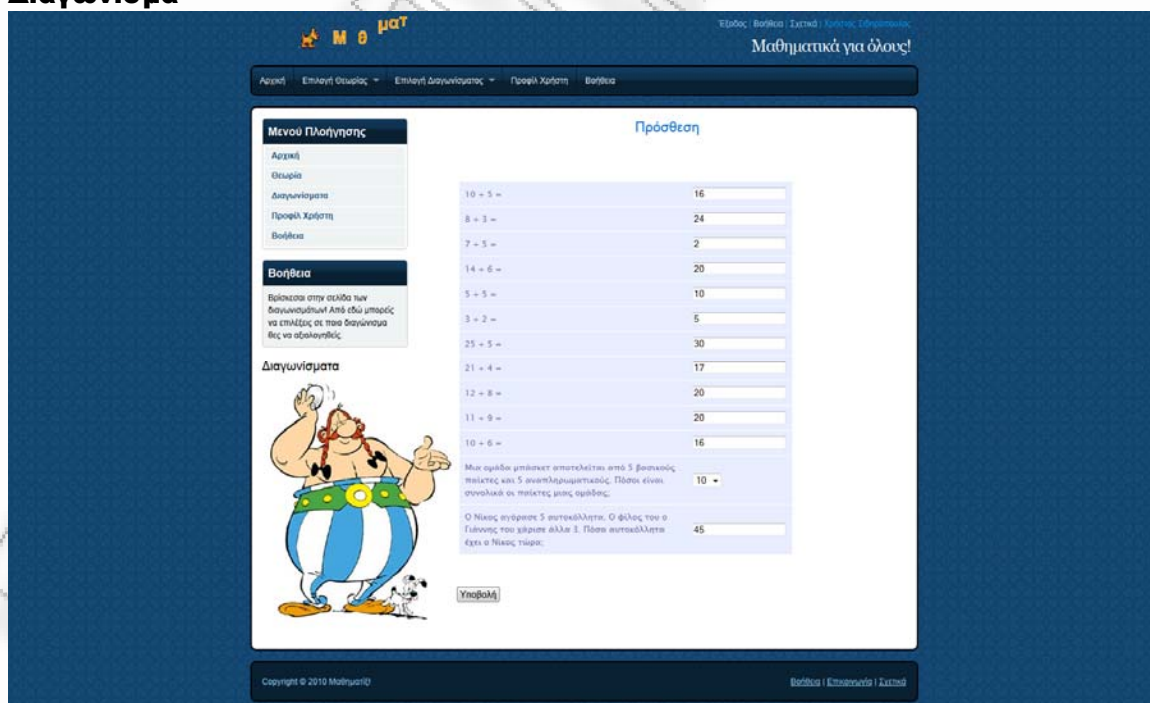 Διαγώνισμα
Μ θ ματ
Έξοδος | Βοήθεια | Σχετικά |
Μαθηματικά για όλους!
Αρχική Επιλογή Θεωρίας Επιλογή Διαγωνίσματος Προφίλ Χρήστη Βοήθεια
Μενού Πλοήγησης
Αρχική
Θεωρία
Διαγωνίσματα
Προφίλ Χρήστη
Βοήθεια
Βοήθεια
Βρίσκεσαι στην σελίδα των
διαγωνισμάτων! Από εδώ μπορείς
να επιλέξεις σε ποιο διαγώνισμα
θες να αξιολογηθείς.
Διαγωνίσματα
Πρόσθεση
10 + 5 = 16
8 + 3 = 24
7 + 5 = 2
14 + 6 = 20
5 + 5 = 10
3 + 2 = 5
25 + 5 = 30
21 + 4 = 17
12 + 8 = 20
11 + 9 = 20
10 + 6 = 16
Μια ομάδα μπάσκετ αποτελείται από 5 βασικούς
παίκτες και 5 αναπληρωματικούς. Πόσοι είναι
συνολικά οι παίκτες μιας ομάδας;
10
Ο Νίκος αγόρασε 5 αυτοκόλλητα. Ο φίλος του ο
Γιάννης του χάρισε άλλα 3. Πόσα αυτοκόλλητα
έχει ο Νίκος τώρα;
45
Υποβολή
Copyright © 2010 Μαθηματίζ!
Βοήθεια | Επικοινωνία | Σχετικά